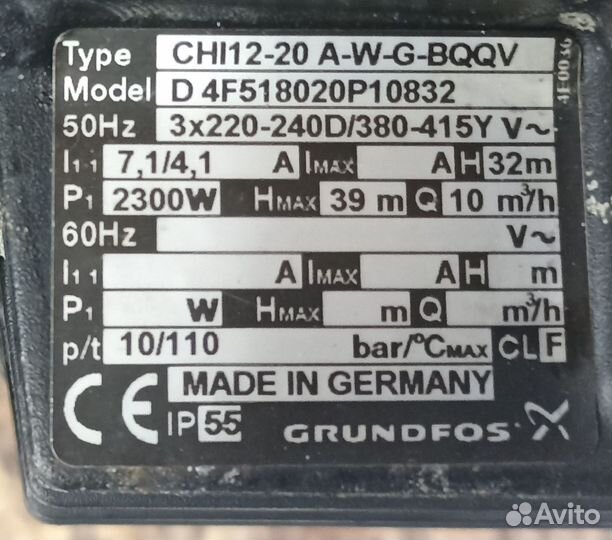 Type CHI12-20 A-W-G-BQQV
Model D 4F518020P10832
50Hz 3x220-240D/380-415Y V~
I1/1 7,1/4,1 A IMAX A H 32m
P1 2300W HMAX 39 m Q 10 m³/h
60Hz V~
I1/1 A IMAX A H m
P1 W HMAX m Q m³/h
p/t 10/110 bar/°CMAX CL F
CE MADE IN GERMANY
IP 55 GRUNDFOS
Avito